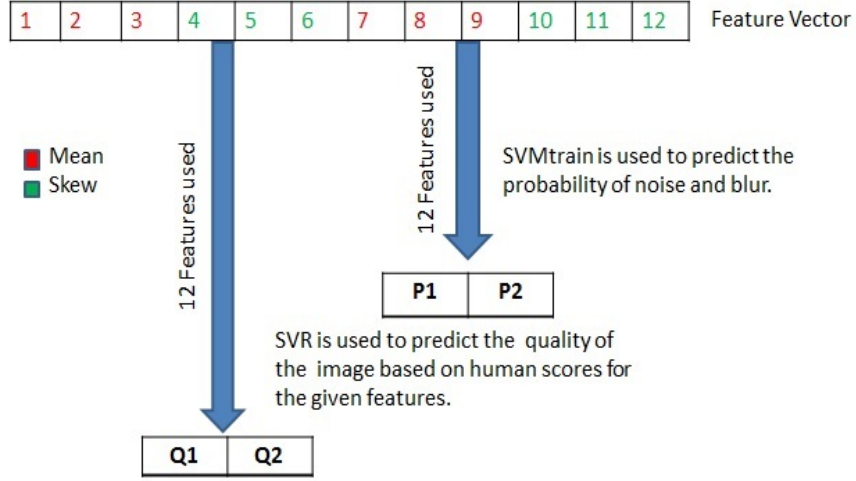 1 2 3 4 5 6 7 8 9 10 11 12 Feature Vector
12 Features used
12 Features used
Mean
Skew
SVMtrain is used to predict the
probability of noise and blur.
P1 P2
SVR is used to predict the quality of
the image based on human scores for
the given features.
Q1 Q2